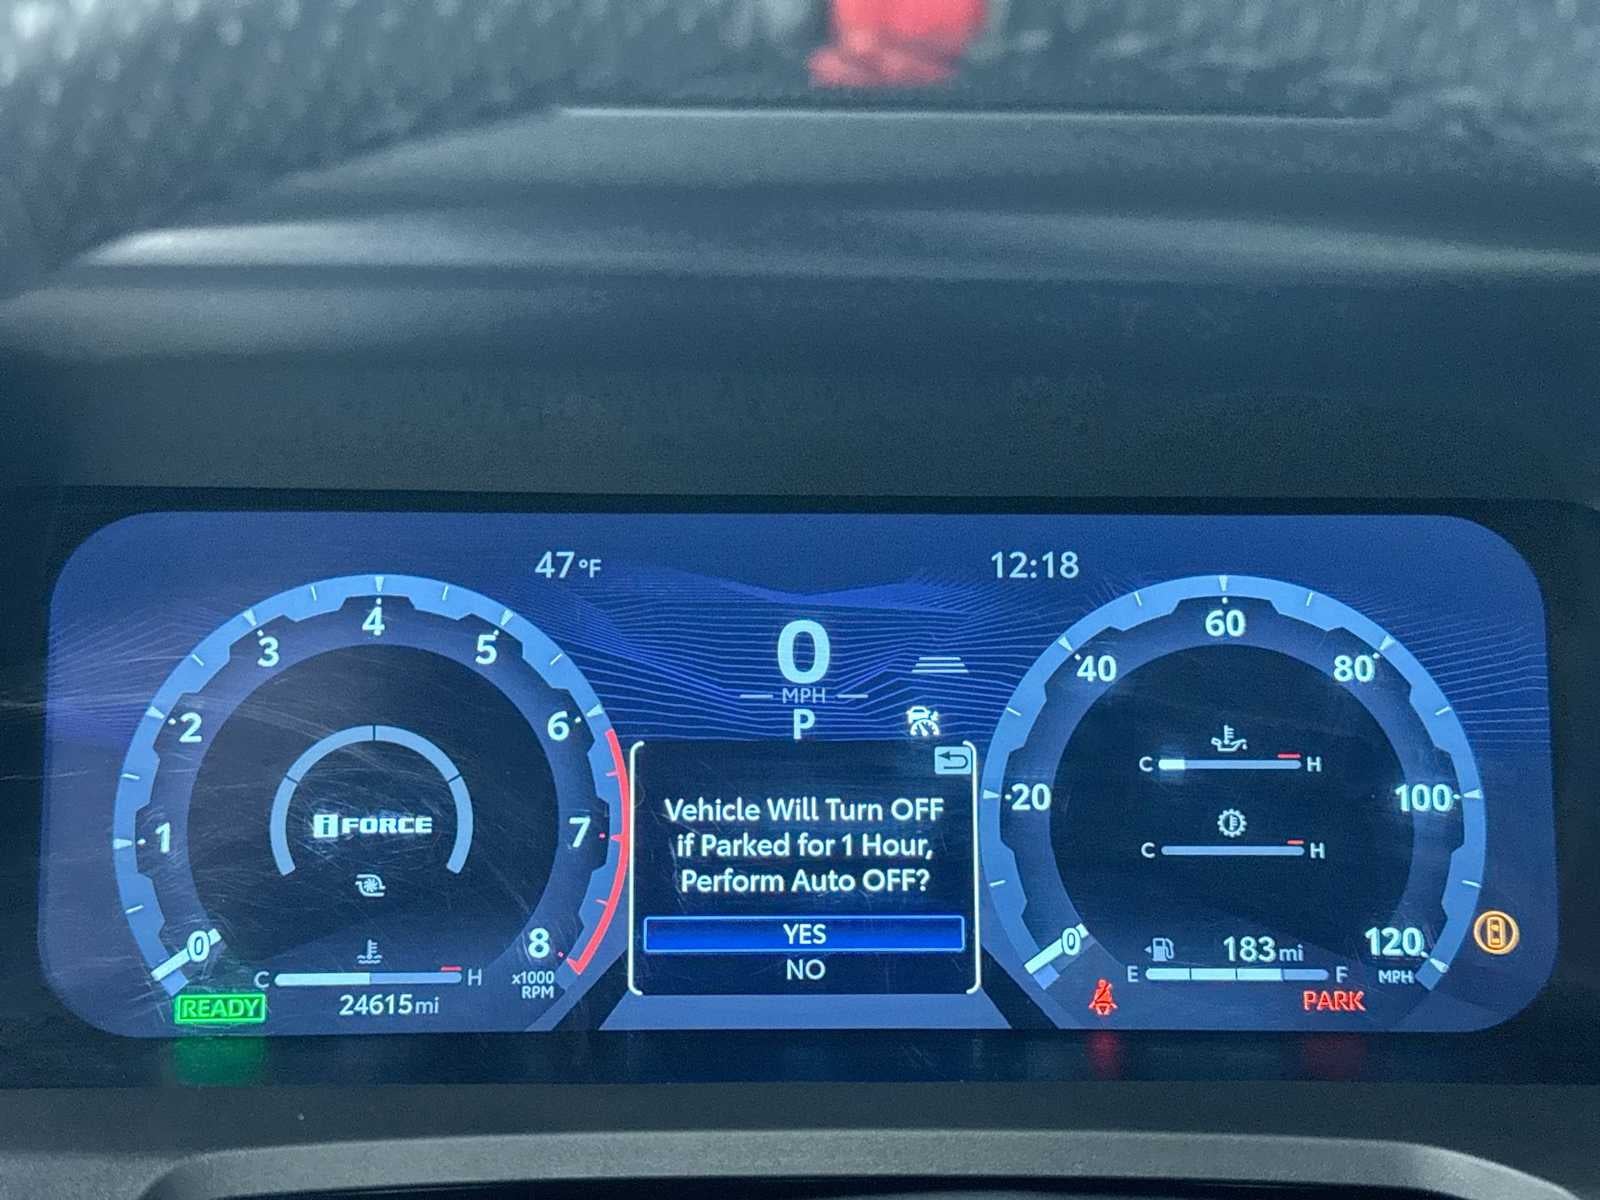 47°F
12:18
0
MPH
P
Vehicle Will Turn OFF
if Parked for 1 Hour,
Perform Auto OFF?
YES
NO
0
1
2
3
4
5
6
7
8
x1000
RPM
i FORCE
C
H
24615mi
READY
0
20
40
60
80
100
120
MPH
C
H
C
H
183mi
E
F
PARK